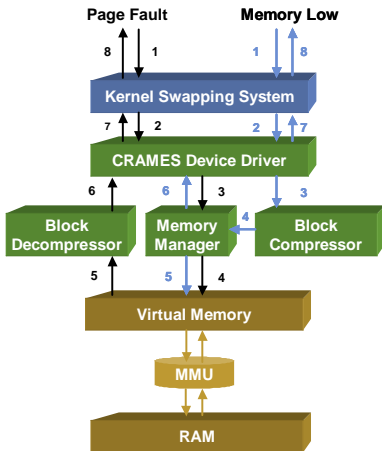 Page Fault
Memory Low
8 1 1 8
Kernel Swapping System
7 2 2 7
CRAMES Device Driver
6 6 3 3
Block
Decompressor
Memory
Manager
4
Block
Compressor
5 5 4
Virtual Memory
MMU
RAM